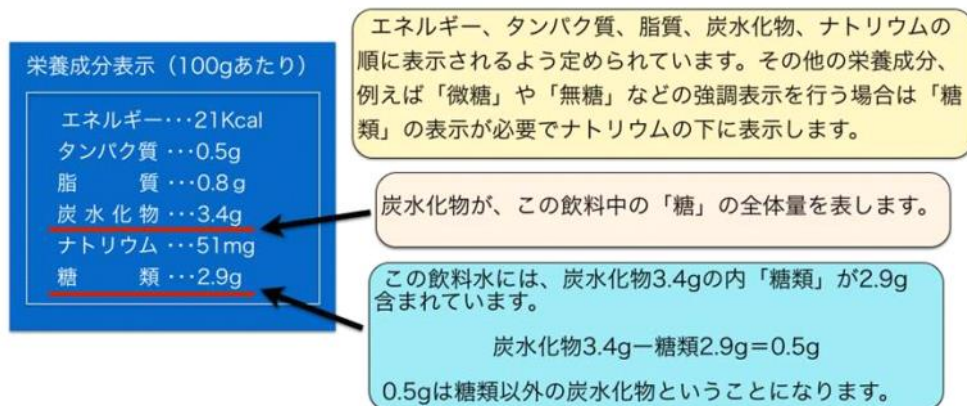 栄養成分表示（100gあたり）
エネルギー･･･21Kcal
タンパク質･･･0.5g
脂　　質･･･0.8g
炭水化物･･･3.4g
ナトリウム･･･51mg
糖　　類･･･2.9g
エネルギー、タンパク質、脂質、炭水化物、ナトリウムの
順に表示されるよう定められています。その他の栄養成分、
例えば「微糖」や「無糖」などの強調表示を行う場合は「糖
類」の表示が必要でナトリウムの下に表示します。
炭水化物が、この飲料中の「糖」の全体量を表します。
この飲料水には、炭水化物3.4gの内「糖類」が2.9g
含まれています。
炭水化物3.4gー糖類2.9g＝0.5g
0.5gは糖類以外の炭水化物ということになります。